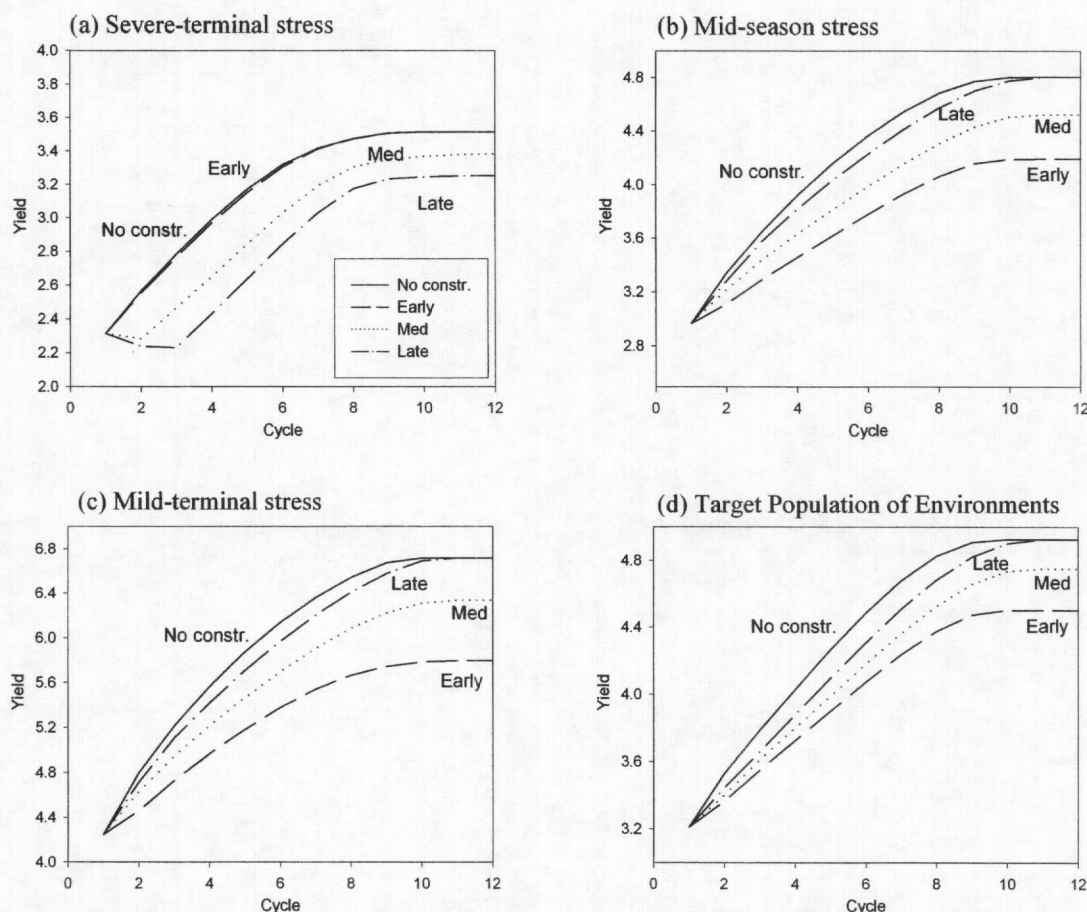 (a) Severe-terminal stress
4.0
3.8
3.6
3.4
3.2
3.0
2.8
2.6
2.4
2.2
2.0
Yield
0 2 4 6 8 10 12
Cycle
No constr.
Early
Med
Late
No constr.
Early
Med
Late
(b) Mid-season stress
4.8
4.4
4.0
3.6
3.2
2.8
Yield
0 2 4 6 8 10 12
Cycle
No constr.
Late
Med
Early
(c) Mild-terminal stress
6.8
6.4
6.0
5.6
5.2
4.8
4.4
4.0
Yield
0 2 4 6 8 10 12
Cycle
No constr.
Late
Med
Early
(d) Target Population of Environments
4.8
4.4
4.0
3.6
3.2
Yield
0 2 4 6 8 10 12
Cycle
No constr.
Late
Med
Early